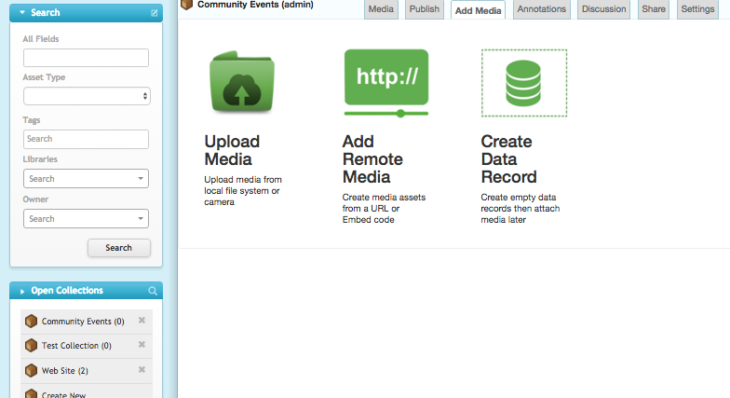 Search
All Fields
Asset Type
Tags
Search
Libraries
Search
Owner
Search
Search
Open Collections
Community Events (0)
Test Collection (0)
Web Site (2)
Create New
Community Events (admin)
Media
Publish
Add Media
Annotations
Discussion
Share
Settings
http://
Upload
Media
Upload media from
local file system or
camera
Add
Remote
Media
Create media assets
from a URL or
Embed code
Create
Data
Record
Create empty data
records then attach
media later